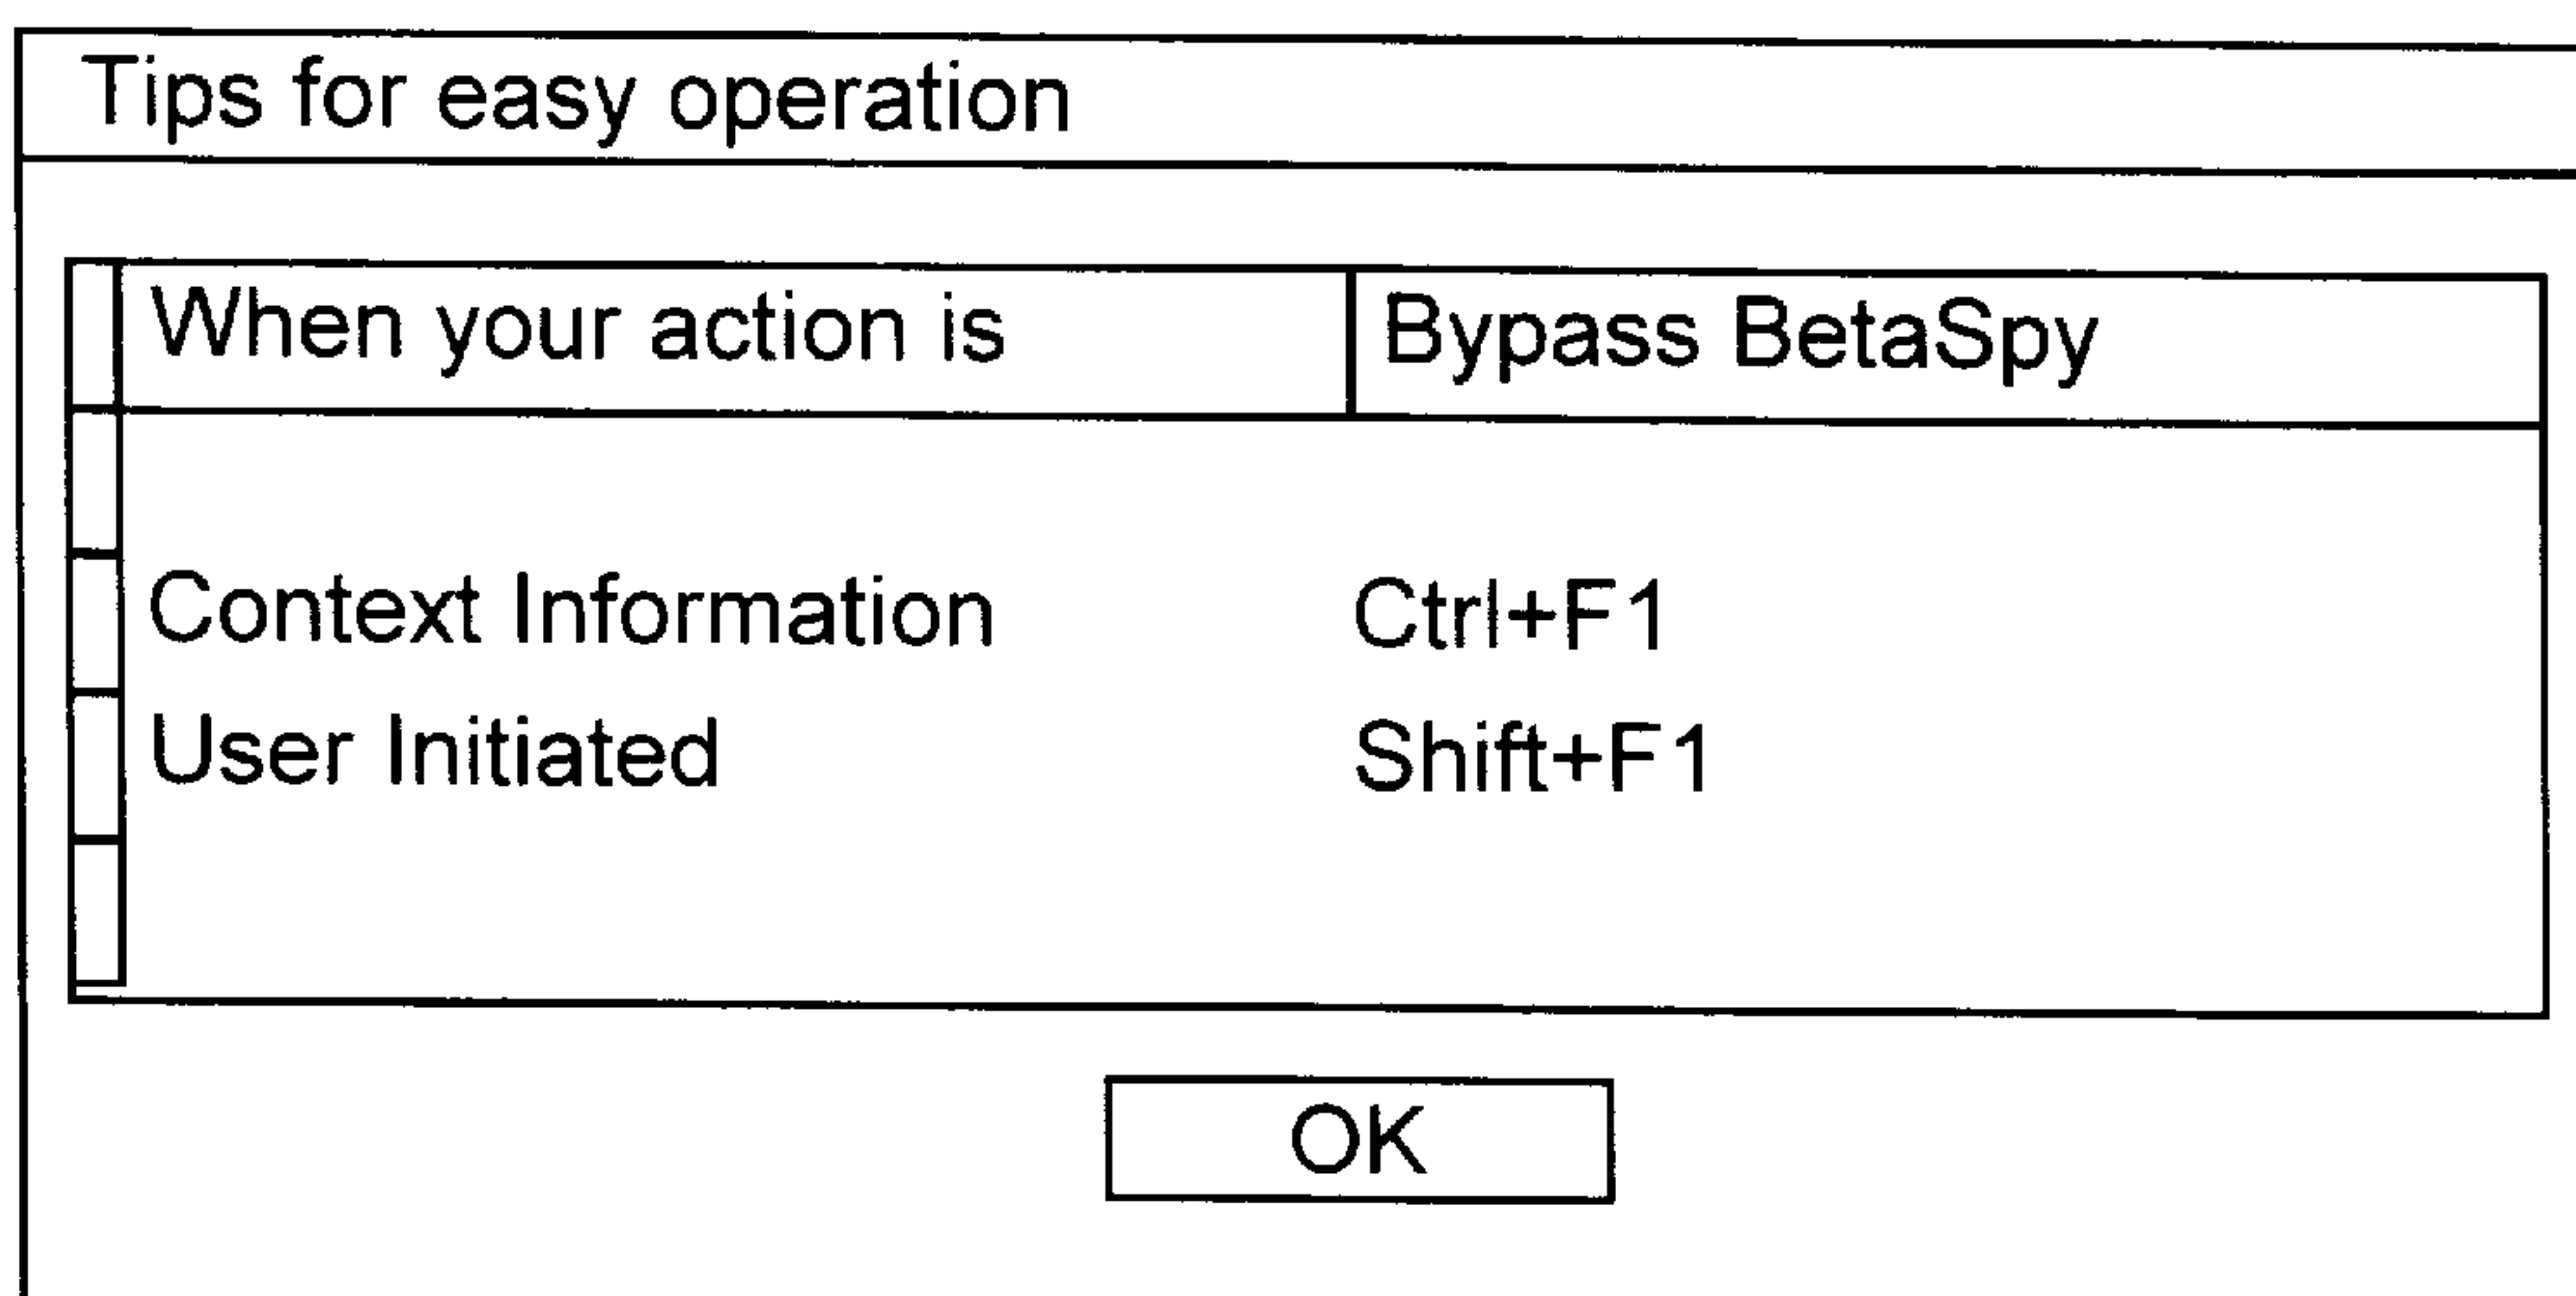 Tips for easy operation
When your action is Bypass BetaSpy
Context Information Ctrl+F1
User Initiated Shift+F1
OK